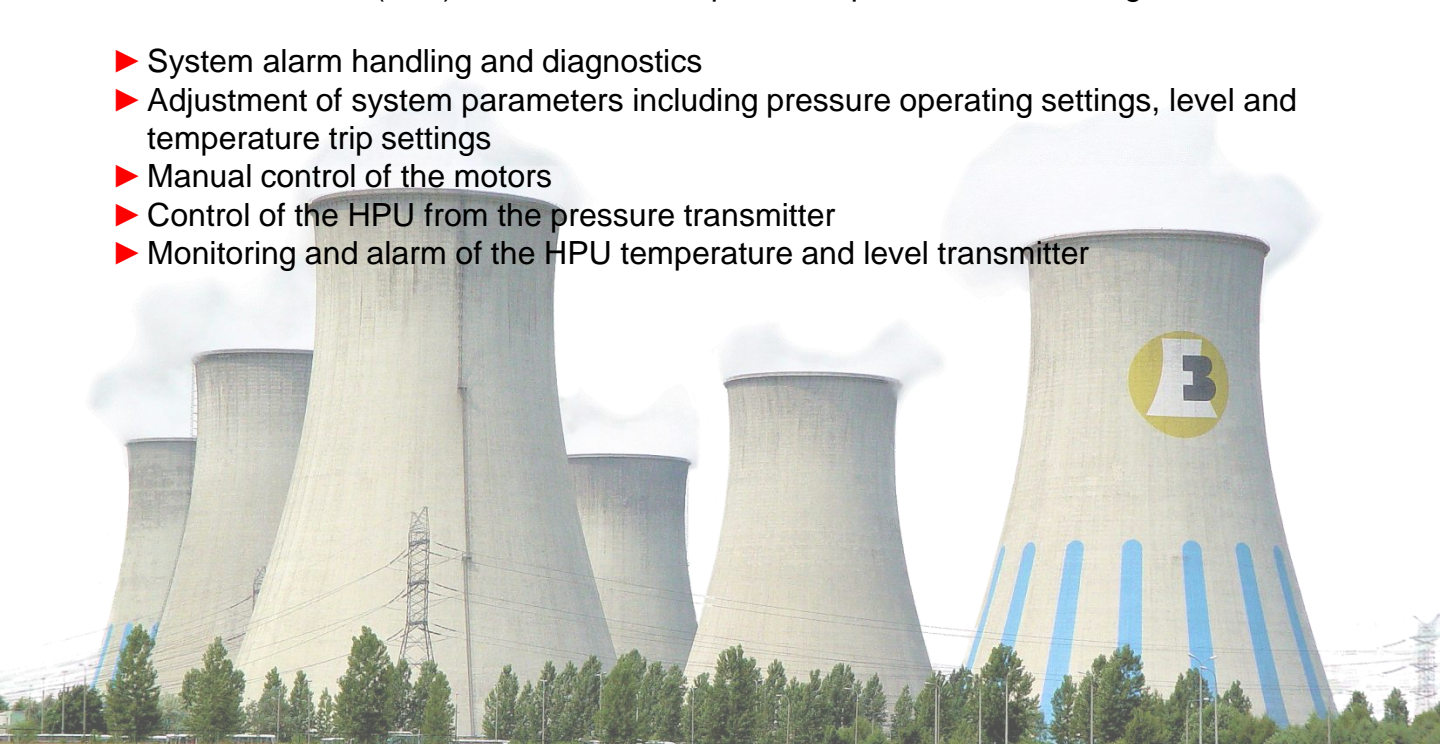 ► System alarm handling and diagnostics
► Adjustment of system parameters including pressure operating settings, level and
temperature trip settings
► Manual control of the motors
► Control of the HPU from the pressure transmitter
► Monitoring and alarm of the HPU temperature and level transmitter
B